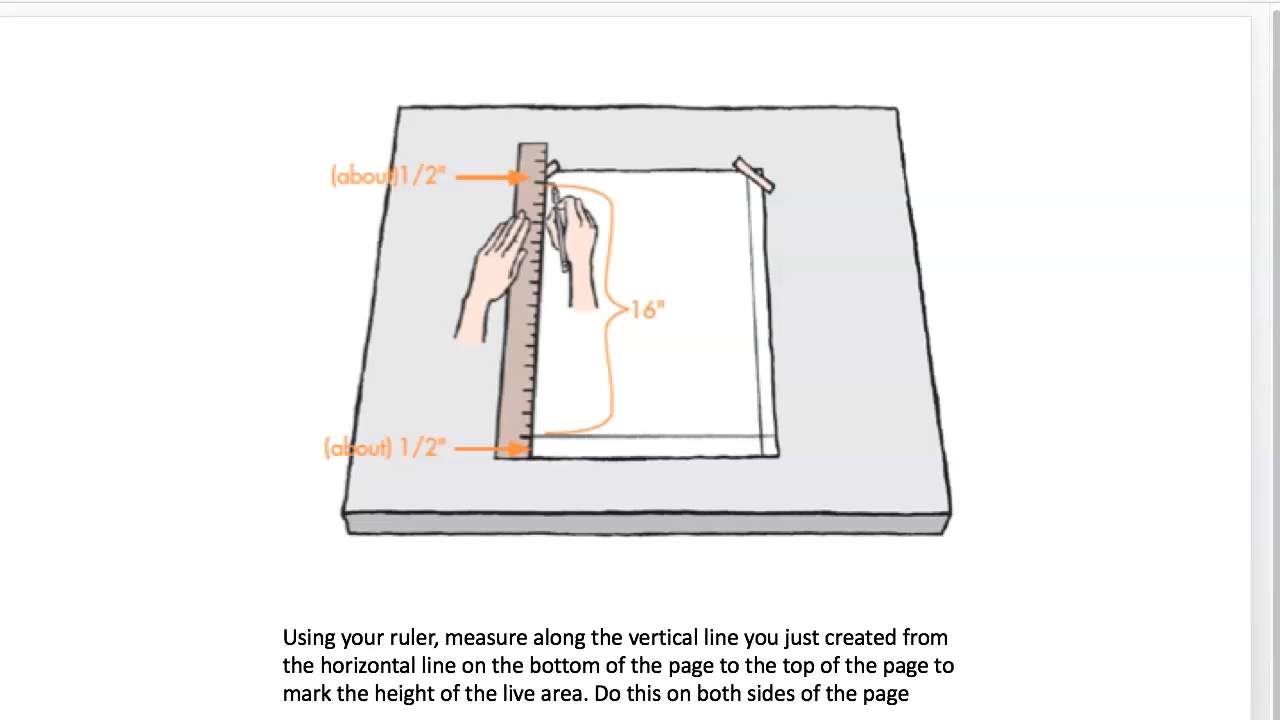 (about)1/2"
16"
(about) 1/2"
Using your ruler, measure along the vertical line you just created from
the horizontal line on the bottom of the page to the top of the page to
mark the height of the live area. Do this on both sides of the page